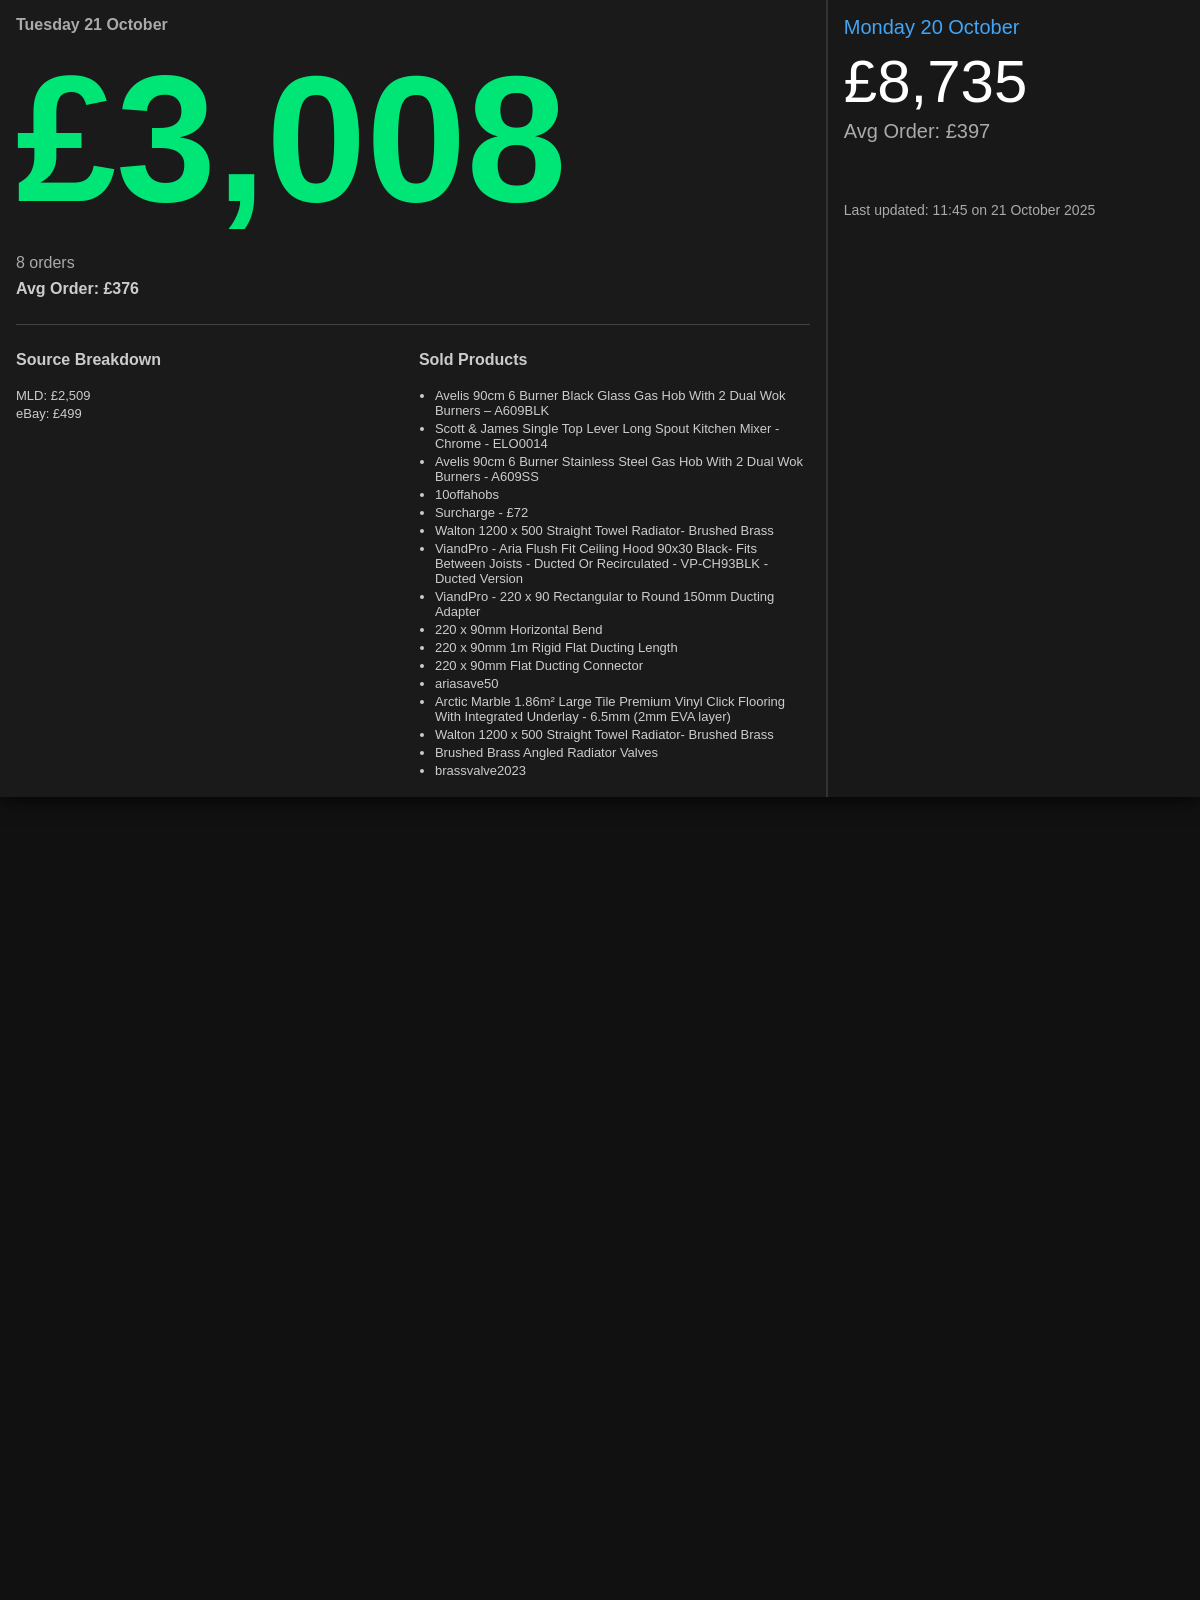 Tuesday 21 October
£3,008
8 orders
Avg Order: £376
Source Breakdown
MLD: £2,509
eBay: £499
Sold Products
• Avelis 90cm 6 Burner Black Glass Gas Hob With 2 Dual Wok
Burners – A609BLK
• Scott & James Single Top Lever Long Spout Kitchen Mixer -
Chrome - ELO0014
• Avelis 90cm 6 Burner Stainless Steel Gas Hob With 2 Dual Wok
Burners - A609SS
• 10offahobs
• Surcharge - £72
• Walton 1200 x 500 Straight Towel Radiator- Brushed Brass
• ViandPro - Aria Flush Fit Ceiling Hood 90x30 Black- Fits
Between Joists - Ducted Or Recirculated - VP-CH93BLK -
Ducted Version
• ViandPro - 220 x 90 Rectangular to Round 150mm Ducting
Adapter
• 220 x 90mm Horizontal Bend
• 220 x 90mm 1m Rigid Flat Ducting Length
• 220 x 90mm Flat Ducting Connector
• ariasave50
• Arctic Marble 1.86m² Large Tile Premium Vinyl Click Flooring
With Integrated Underlay - 6.5mm (2mm EVA layer)
• Walton 1200 x 500 Straight Towel Radiator- Brushed Brass
• Brushed Brass Angled Radiator Valves
• brassvalve2023
Monday 20 October
£8,735
Avg Order: £397
Last updated: 11:45 on 21 October 2025